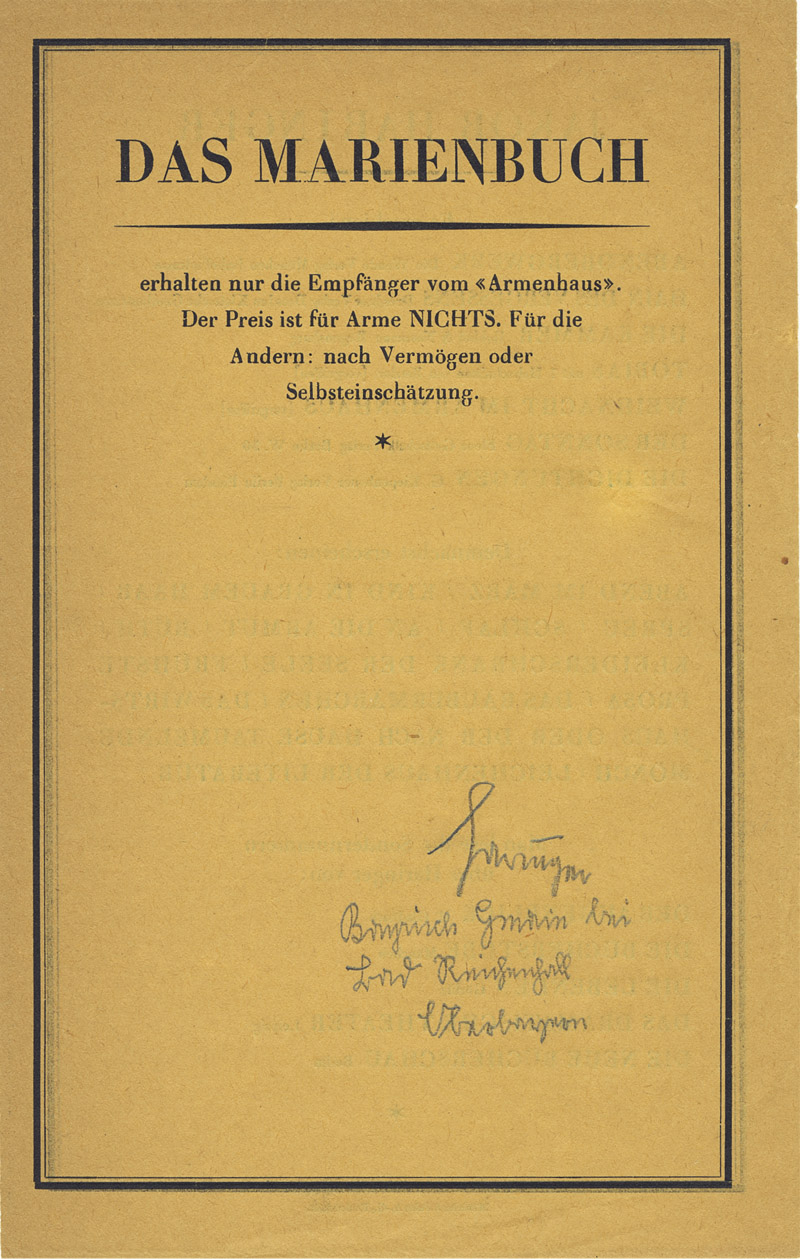 DAS MARIENBUCH
erhalten nur die Empfänger vom «Armenhaus».
Der Preis ist für Arme NICHTS. Für die
Andern: nach Vermögen oder
Selbsteinschätzung.
*
Bayrisch Gmain bei
Bad Reichenhall
Oberbayern